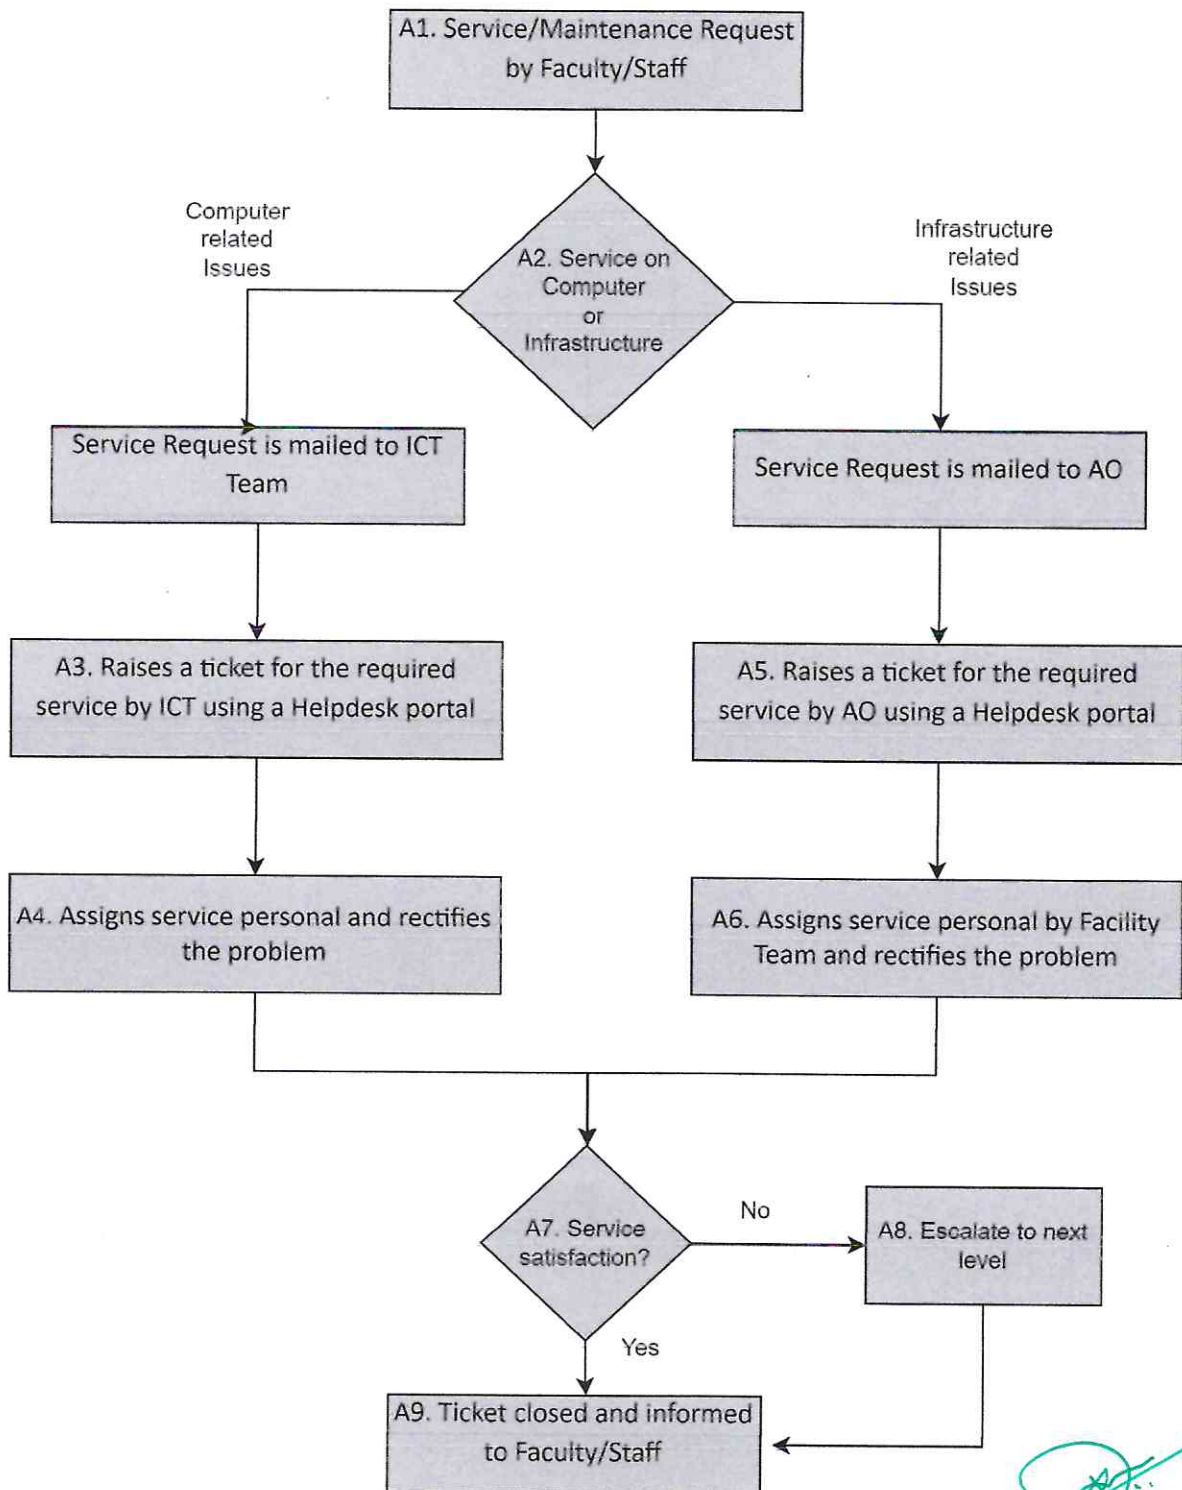 A1. Service/Maintenance Request
by Faculty/Staff
Computer
related
Issues
A2. Service on
Computer
or
Infrastructure
Infrastructure
related
Issues
Service Request is mailed to ICT
Team
Service Request is mailed to AO
A3. Raises a ticket for the required
service by ICT using a Helpdesk portal
A5. Raises a ticket for the required
service by AO using a Helpdesk portal
A4. Assigns service personal and rectifies
the problem
A6. Assigns service personal by Facility
Team and rectifies the problem
A7. Service
satisfaction?
No
A8. Escalate to next
level
Yes
A9. Ticket closed and informed
to Faculty/Staff